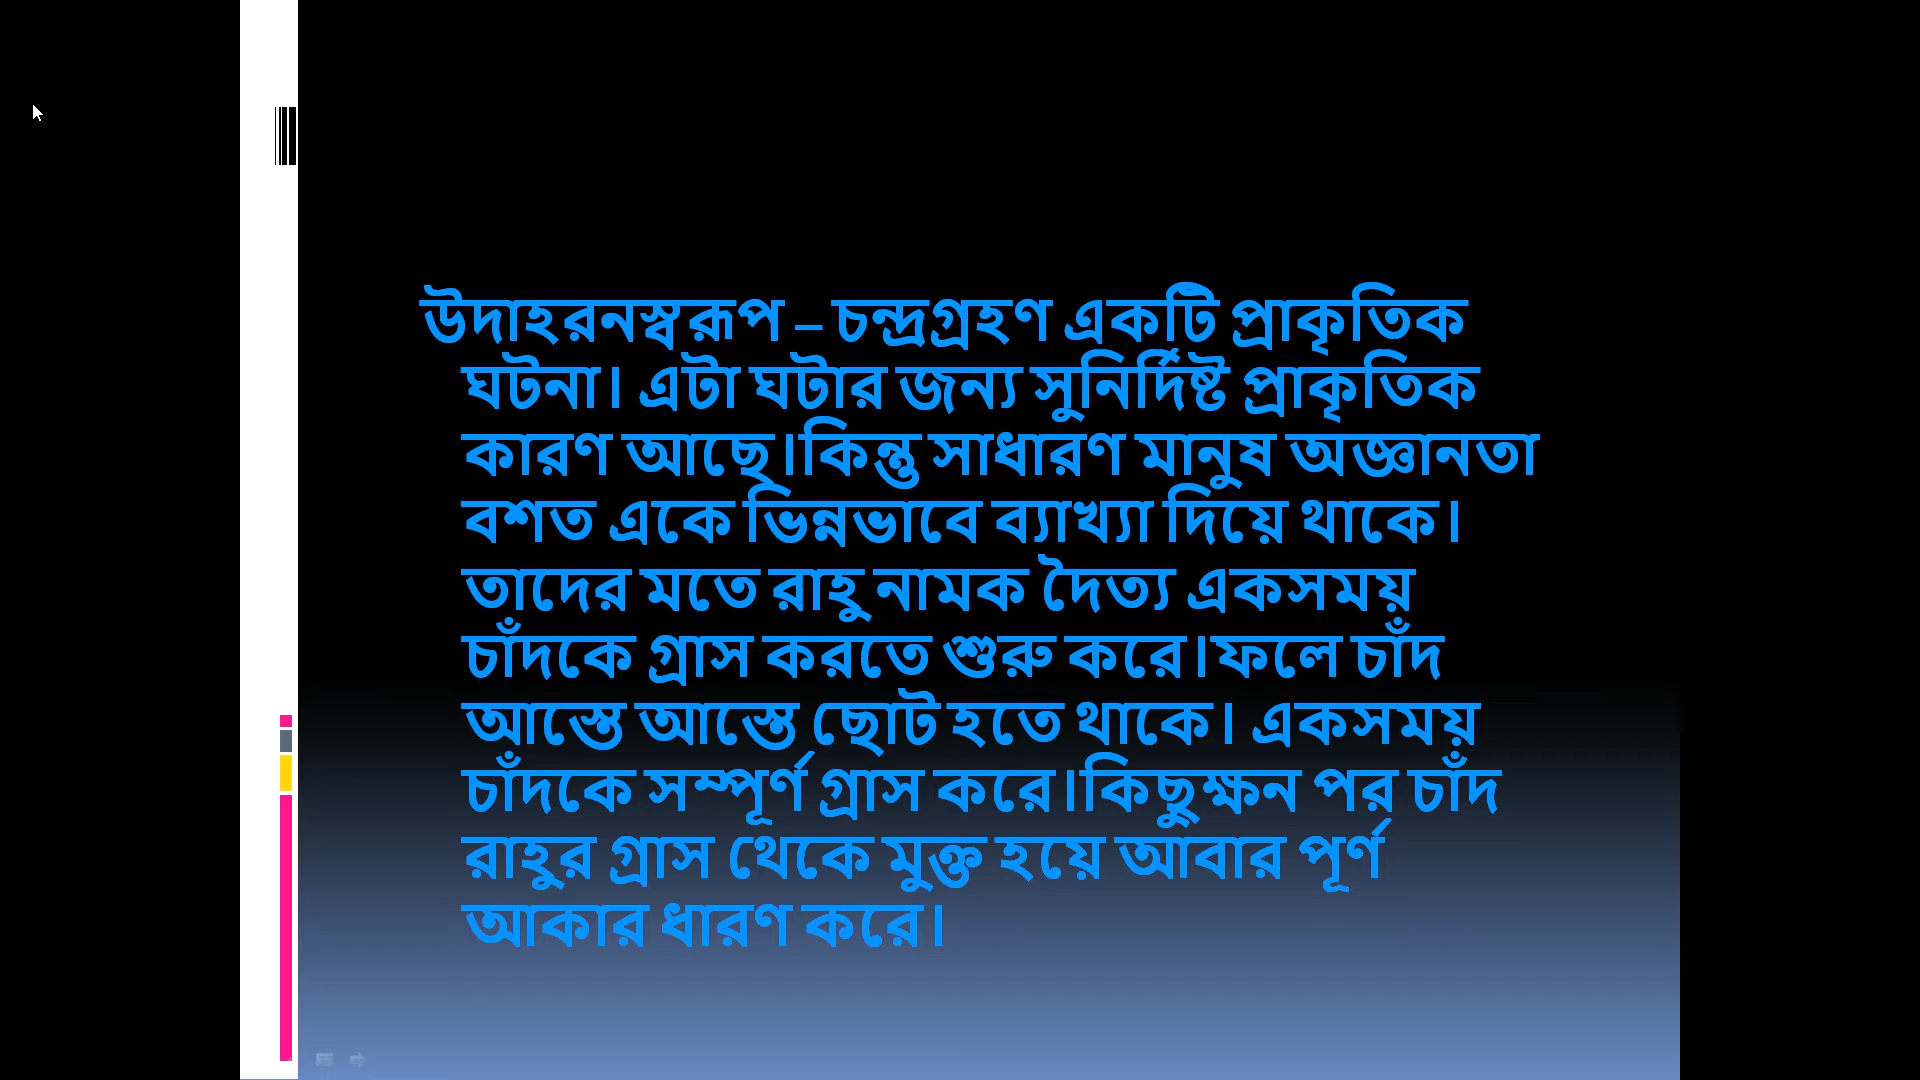 উদাহরনস্বরূপ – চন্দ্রগ্রহণ একটি প্রাকৃতিক
ঘটনা। এটা ঘটার জন্য সুনির্দিষ্ট প্রাকৃতিক
কারণ আছে।কিন্তু সাধারণ মানুষ অজ্ঞানতা
বশত একে ভিন্নভাবে ব্যাখ্যা দিয়ে থাকে।
তাদের মতে রাহু নামক দৈত্য একসময়
চাঁদকে গ্রাস করতে শুরু করে।ফলে চাঁদ
আস্তে আস্তে ছোট হতে থাকে। একসময়
চাঁদকে সম্পূর্ণ গ্রাস করে।কিছুক্ষন পর চাঁদ
রাহুর গ্রাস থেকে মুক্ত হয়ে আবার পূর্ণ
আকার ধারণ করে।